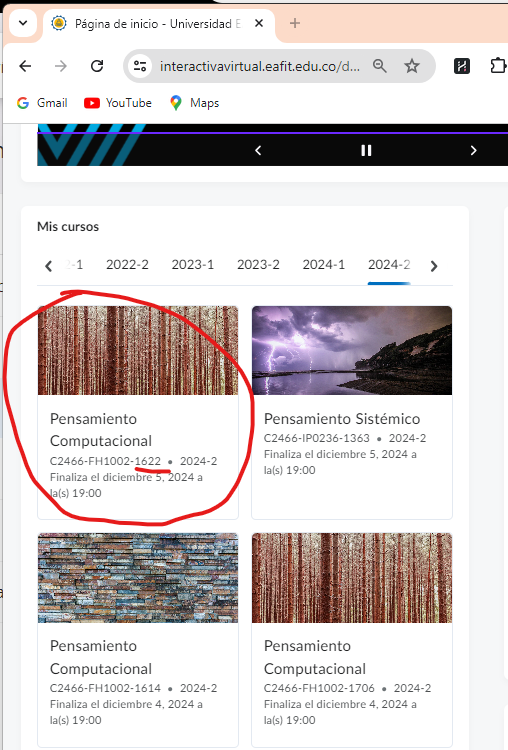 Página de inicio - Universidad E
interactivavirtual.eafit.edu.co/d...
Gmail
YouTube
Maps
Mis cursos
-1
2022-2
2023-1
2023-2
2024-1
2024-2
Pensamiento
Computacional
C2466-FH1002-1622 • 2024-2
Finaliza el diciembre 5, 2024 a
la(s) 19:00
Pensamiento Sistémico
C2466-IP0236-1363 • 2024-2
Finaliza el diciembre 5, 2024 a
la(s) 19:00
Pensamiento
Computacional
C2466-FH1002-1614 • 2024-2
Finaliza el diciembre 4, 2024 a
la(s) 19:00
Pensamiento
Computacional
C2466-FH1002-1706 • 2024-2
Finaliza el diciembre 4, 2024 a
la(s) 19:00